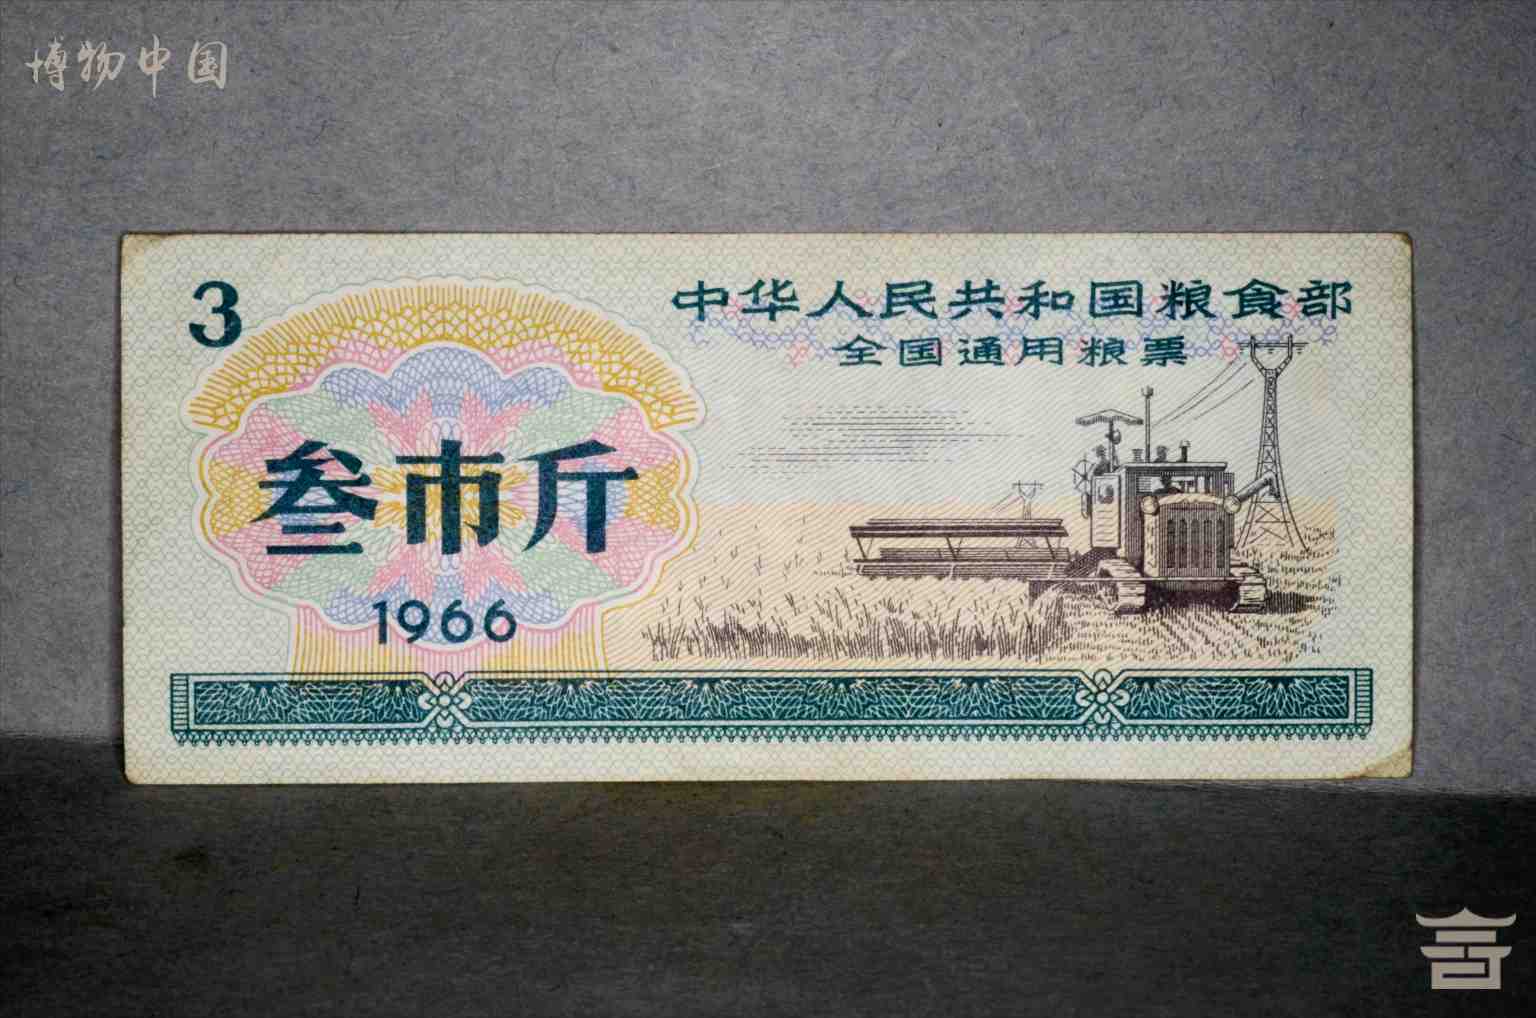 博物中国
3
中华人民共和国粮食部
全国通用粮票
叁市斤
1966